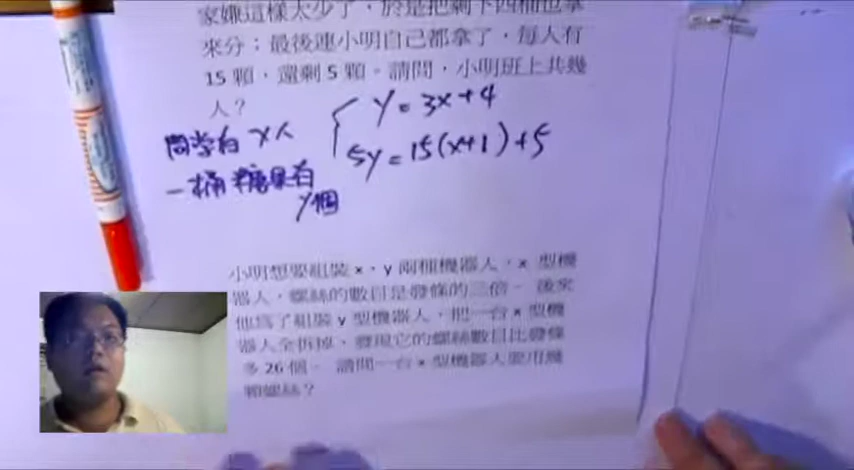 家嫌這樣太少了，於是把剩下四桶也拿
來分；最後連小明自己都拿了，每人有
15 顆，還剩 5 顆。請問，小明班上共幾
人？
y = 3x+4
5y = 15(x+1)+5
同學有 x人
一桶糖果有
y個
小明想要組裝 x、y 兩種機器人，x 型機
器人，螺絲的數目是發條的三倍。後來
他為了組裝 y 型機器人，把一台 x 型機
器人全拆掉，發現它的螺絲數目比發條
多 26 個。 請問一台 x 型機器人要用幾
顆螺絲？